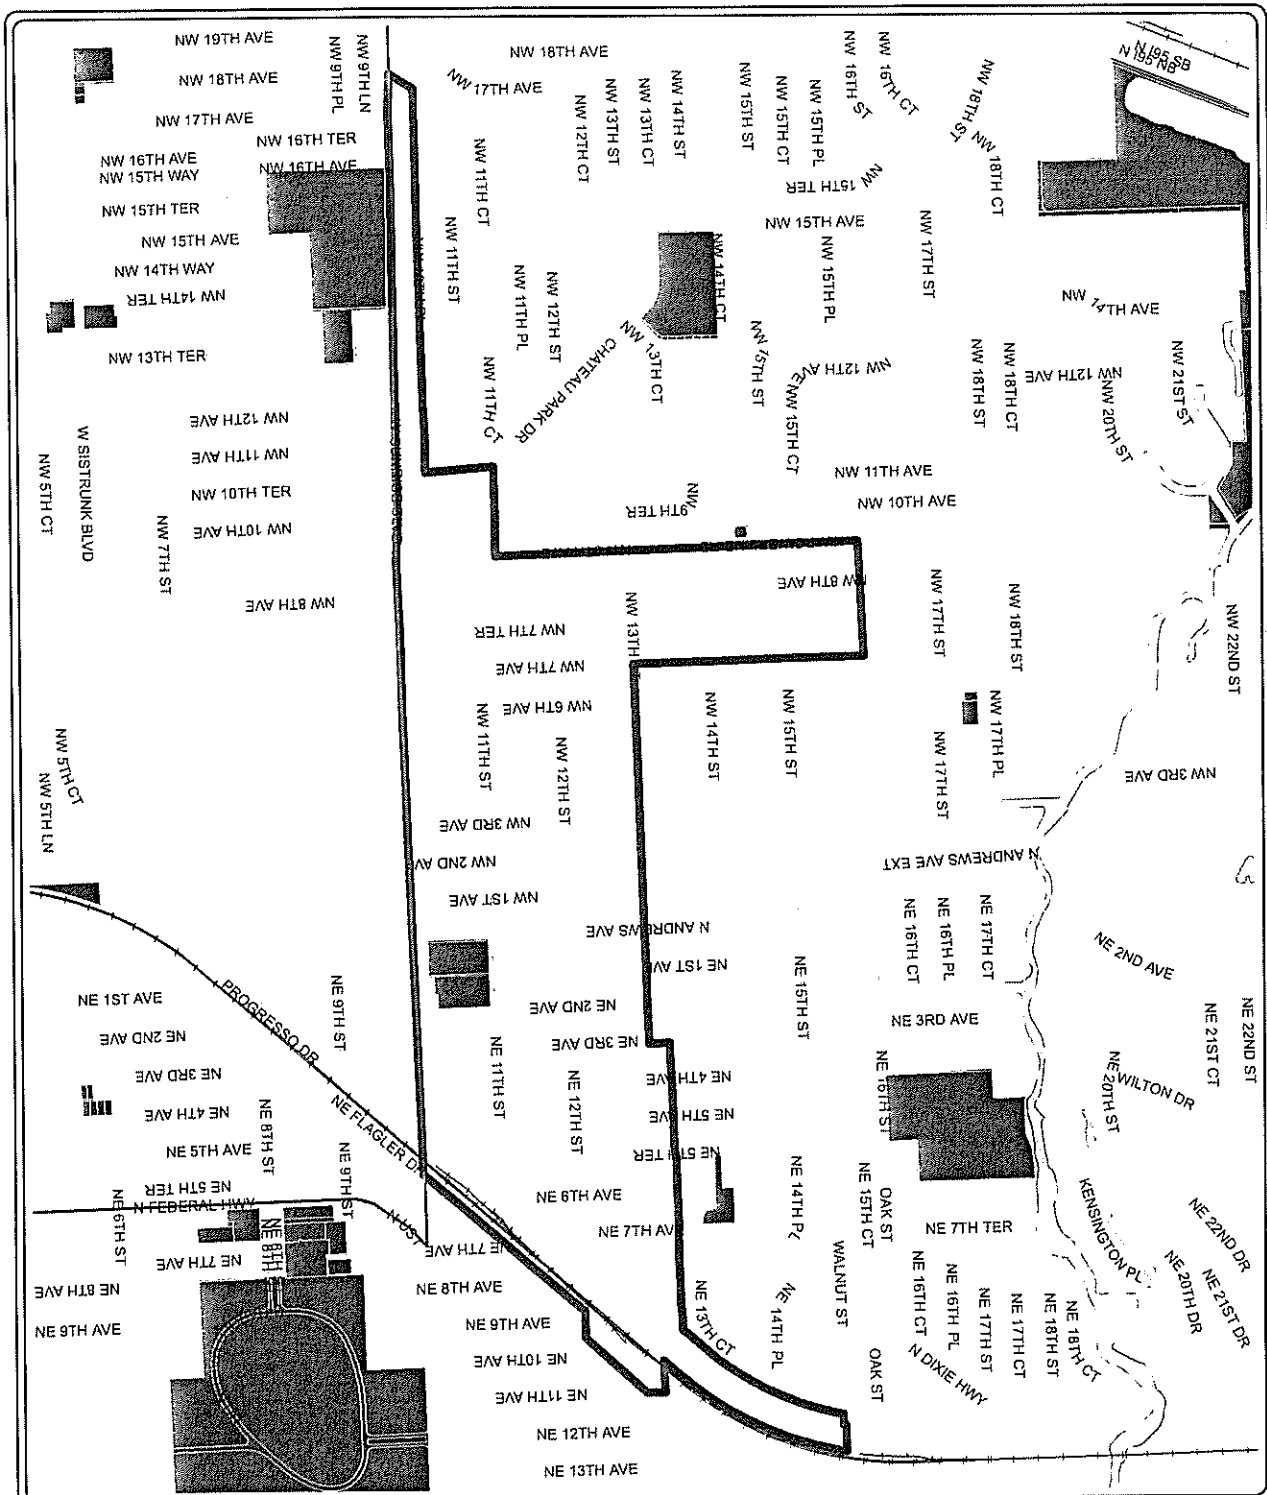 NW 19TH AVE
NW 18TH AVE
NW 17TH AVE
NW 9TH PL
NW 9TH LN
NW 16TH TER
NW 16TH AVE
NW 16TH AVE
NW 15TH WAY
NW 15TH TER
NW 15TH AVE
NW 14TH WAY
NW 14TH TER
NW 13TH TER
NW 12TH AVE
NW 11TH AVE
NW 10TH TER
NW 10TH AVE
NW 8TH AVE
NW 5TH CT
W SISTRUNK BLVD
NW 7TH ST
NW 5TH CT
NW 5TH LN
NW 18TH AVE
NW 17TH AVE
NW 12TH CT
NW 13TH ST
NW 13TH CT
NW 14TH ST
NW 15TH ST
NW 15TH CT
NW 15TH PL
NW 16TH ST
NW 16TH CT
NW 18TH ST
N I95 SB
N I95 NB
NW 18TH CT
NW 15TH TER
NW 15TH AVE
NW 11TH CT
NW 11TH ST
NW 11TH PL
NW 12TH ST
NW 11TH CT
CHATEAU PARK DR
NW 13TH CT
NW 14TH CT
NW 15TH ST
NW 15TH PL
NW 17TH ST
NW 14TH AVE
NW 12TH AVE
NW 15TH CT
NW 18TH ST
NW 18TH CT
NW 12TH AVE
NW 20TH ST
NW 21ST ST
NW 11TH AVE
NW 10TH AVE
NW 9TH TER
NW 8TH AVE
NW 7TH TER
NW 7TH AVE
NW 6TH AVE
NW 13TH
NW 17TH ST
NW 18TH ST
NW 22ND ST
NW 11TH ST
NW 12TH ST
NW 14TH ST
NW 15TH ST
NW 17TH ST
NW 17TH PL
NW 3RD AVE
NW 3RD AVE
NW 2ND AV
NW 1ST AVE
N ANDREWS AVE EXT
N ANDREWS AVE
NE 1ST AVE
NE 2ND AVE
NE 3RD AVE
NE 4TH AVE
NE 5TH AVE
NE 5TH TER
NE 6TH AVE
NE 7TH AV
NE 15TH ST
NE 16TH CT
NE 16TH PL
NE 17TH CT
NE 2ND AVE
NE 3RD AVE
NE 21ST CT
NE 22ND ST
NE 11TH ST
NE 12TH ST
NE 20TH ST
WILTON DR
NE 1ST AVE
NE 2ND AVE
NE 3RD AVE
NE 4TH AVE
NE 5TH AVE
NE 5TH TER
N FEDERAL HWY
NE 7TH AVE
NE 8TH AVE
NE 9TH AVE
PROGRESSO DR
NE 9TH ST
NE 8TH ST
NE 9TH ST
NE 6TH ST
NE 8TH
NE 8TH
NE FLAGLER D
N US1
NE 7TH AVE
NE 8TH AVE
NE 9TH AVE
NE 10TH AVE
NE 11TH AVE
NE 12TH AVE
NE 13TH AVE
NE 13TH CT
NE 14TH PL
NE 14TH PL
WALNUT ST
NE 15TH CT
OAK ST
OAK ST
NE 7TH TER
NE 16TH CT
NE 16TH PL
NE 17TH ST
NE 17TH CT
NE 18TH ST
NE 18TH CT
N DIXIE HWY
KENSINGTON PL
NE 22ND DR
NE 20TH DR
NE 21ST DR